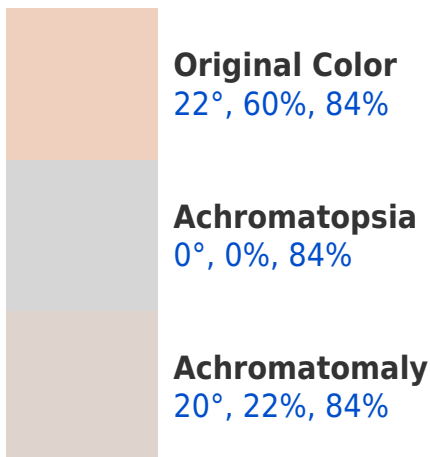 Original Color
22°, 60%, 84%
Achromatopsia
0°, 0%, 84%
Achromatomaly
20°, 22%, 84%